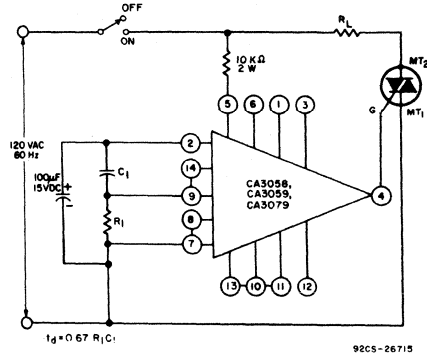 OFF
ON
R_L
10 KΩ
2 W
MT2
MT1
G
5
6
1
3
120 VAC
60 Hz
2
14
9
8
7
4
100µF
15VDC
+
-
C1
R1
CA3058,
CA3059,
CA3079
13
10
11
12
td = 0.67 R1C1
92CS-26715